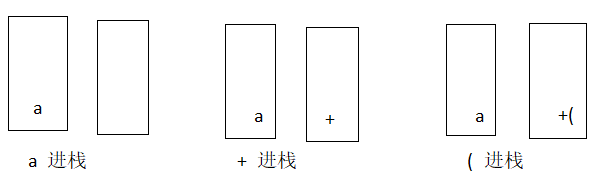 a
a +
a +(
a 进栈
+ 进栈
( 进栈